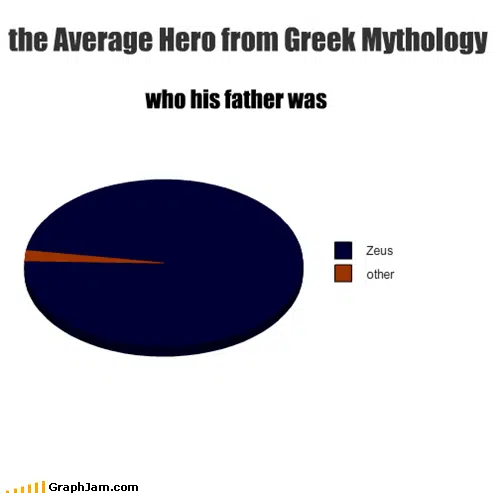 the Average Hero from Greek Mythology
who his father was
Zeus
other
GraphJam.com